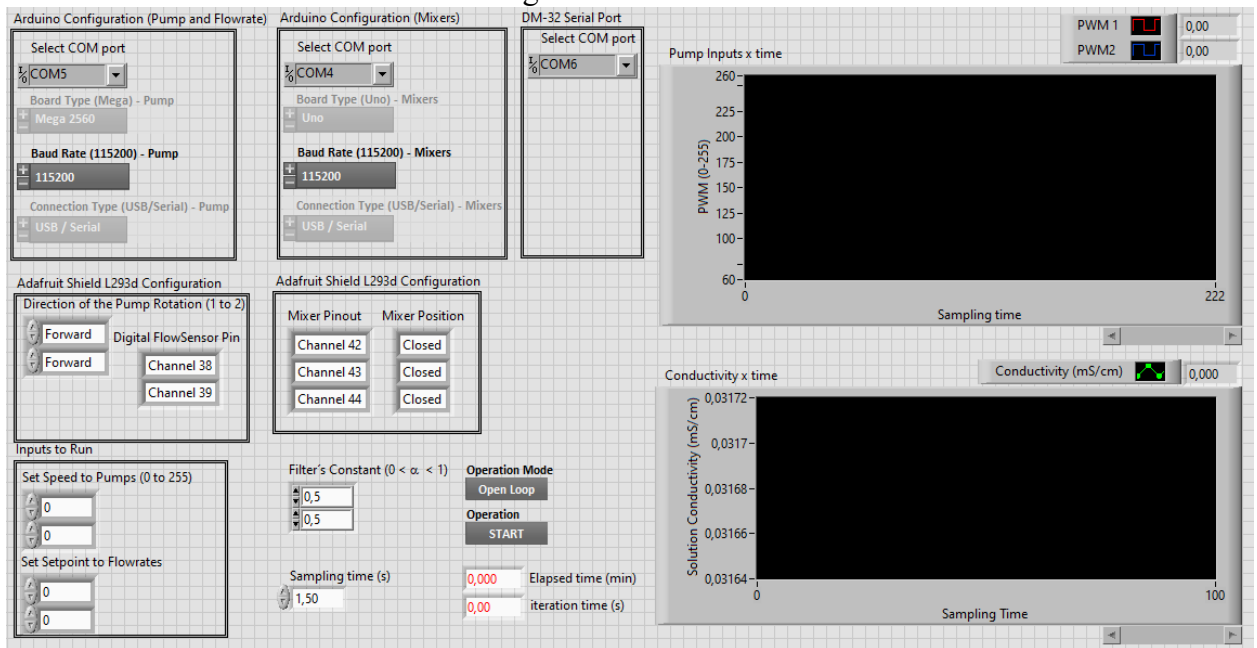 Arduino Configuration (Pump and Flowrate)
Select COM port
COM5
Board Type (Mega) - Pump
Mega 2560
Baud Rate (115200) - Pump
115200
Connection Type (USB/Serial) - Pump
USB / Serial
Arduino Configuration (Mixers)
Select COM port
COM4
Board Type (Uno) - Mixers
Uno
Baud Rate (115200) - Mixers
115200
Connection Type (USB/Serial) - Mixers
USB / Serial
DM-32 Serial Port
Select COM port
COM6
Adafruit Shield L293d Configuration
Direction of the Pump Rotation (1 to 2)
Forward
Forward
Digital FlowSensor Pin
Channel 38
Channel 39
Adafruit Shield L293d Configuration
Mixer Pinout Mixer Position
Channel 42 Closed
Channel 43 Closed
Channel 44 Closed
Inputs to Run
Set Speed to Pumps (0 to 255)
0
0
Set Setpoint to Flowrates
0
0
Filter´s Constant (0 < α < 1)
0,5
0,5
Sampling time (s)
1,50
Operation Mode
Open Loop
Operation
START
0,000 Elapsed time (min)
0,00 iteration time (s)
PWM 1 0,00
PWM2 0,00
Pump Inputs x time
PWM (0-255)
260
225
200
175
150
125
100
60
0 222
Sampling time
Conductivity x time
Conductivity (mS/cm) 0,000
Solution Conductivity (mS/cm)
0,03172
0,0317
0,03168
0,03166
0,03164
0 100
Sampling Time